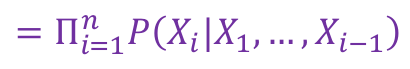 = Π_{i=1}^{n} P(X_i|X_1, … , X_{i−1})